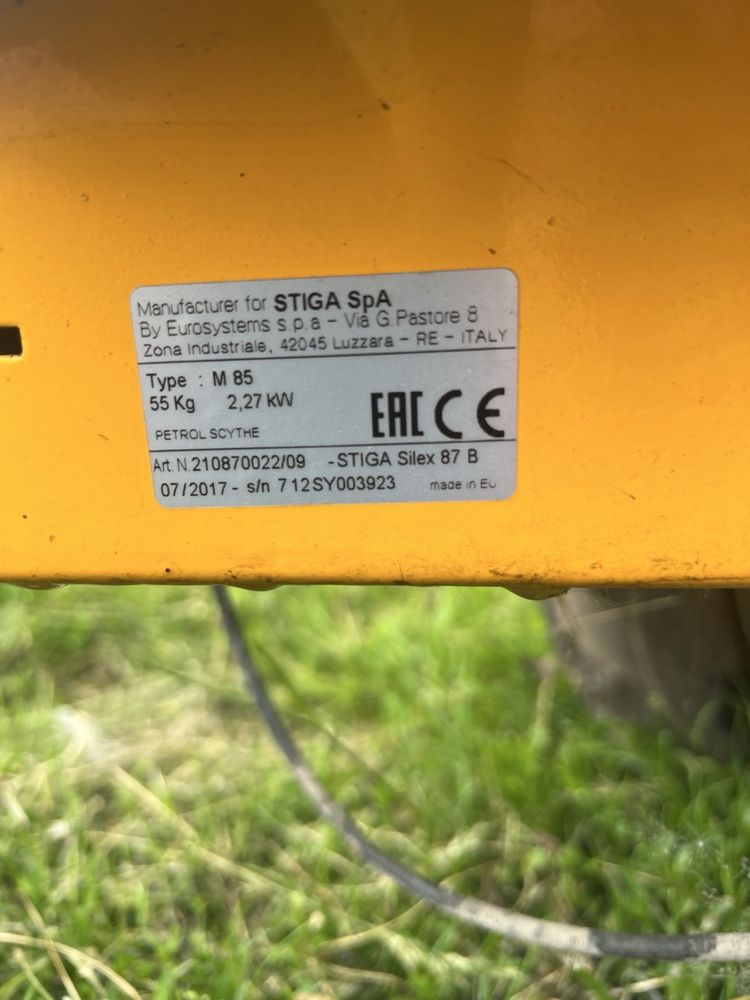 Manufacturer for STIGA SpA
By Eurosystems s.p.a - Via G.Pastore 8
Zona Industriale, 42045 Luzzara - RE - ITALY
Type : M 85
55 Kg 2,27 kW
EAC CE
PETROL SCYTHE
Art. N.210870022/09 -STIGA Silex 87 B
07/2017 - s/n 712SY003923 made in EU